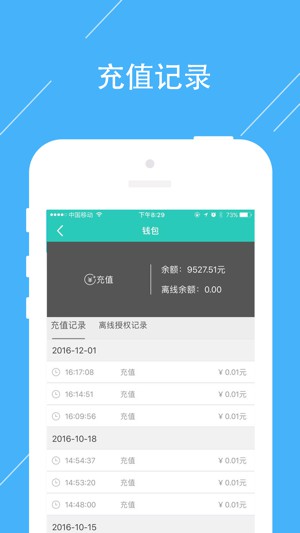 充值记录
中国移动 下午8:29 73%
钱包
充值
余额：9527.51元
离线余额：0.00
充值记录 离线授权记录
2016-12-01
16:17:08 充值 ¥ 0.01元
16:14:51 充值 ¥ 0.01元
16:09:56 充值 ¥ 0.01元
2016-10-18
14:54:37 充值 ¥ 0.01元
14:53:20 充值 ¥ 0.01元
14:48:00 充值 ¥ 0.01元
2016-10-15